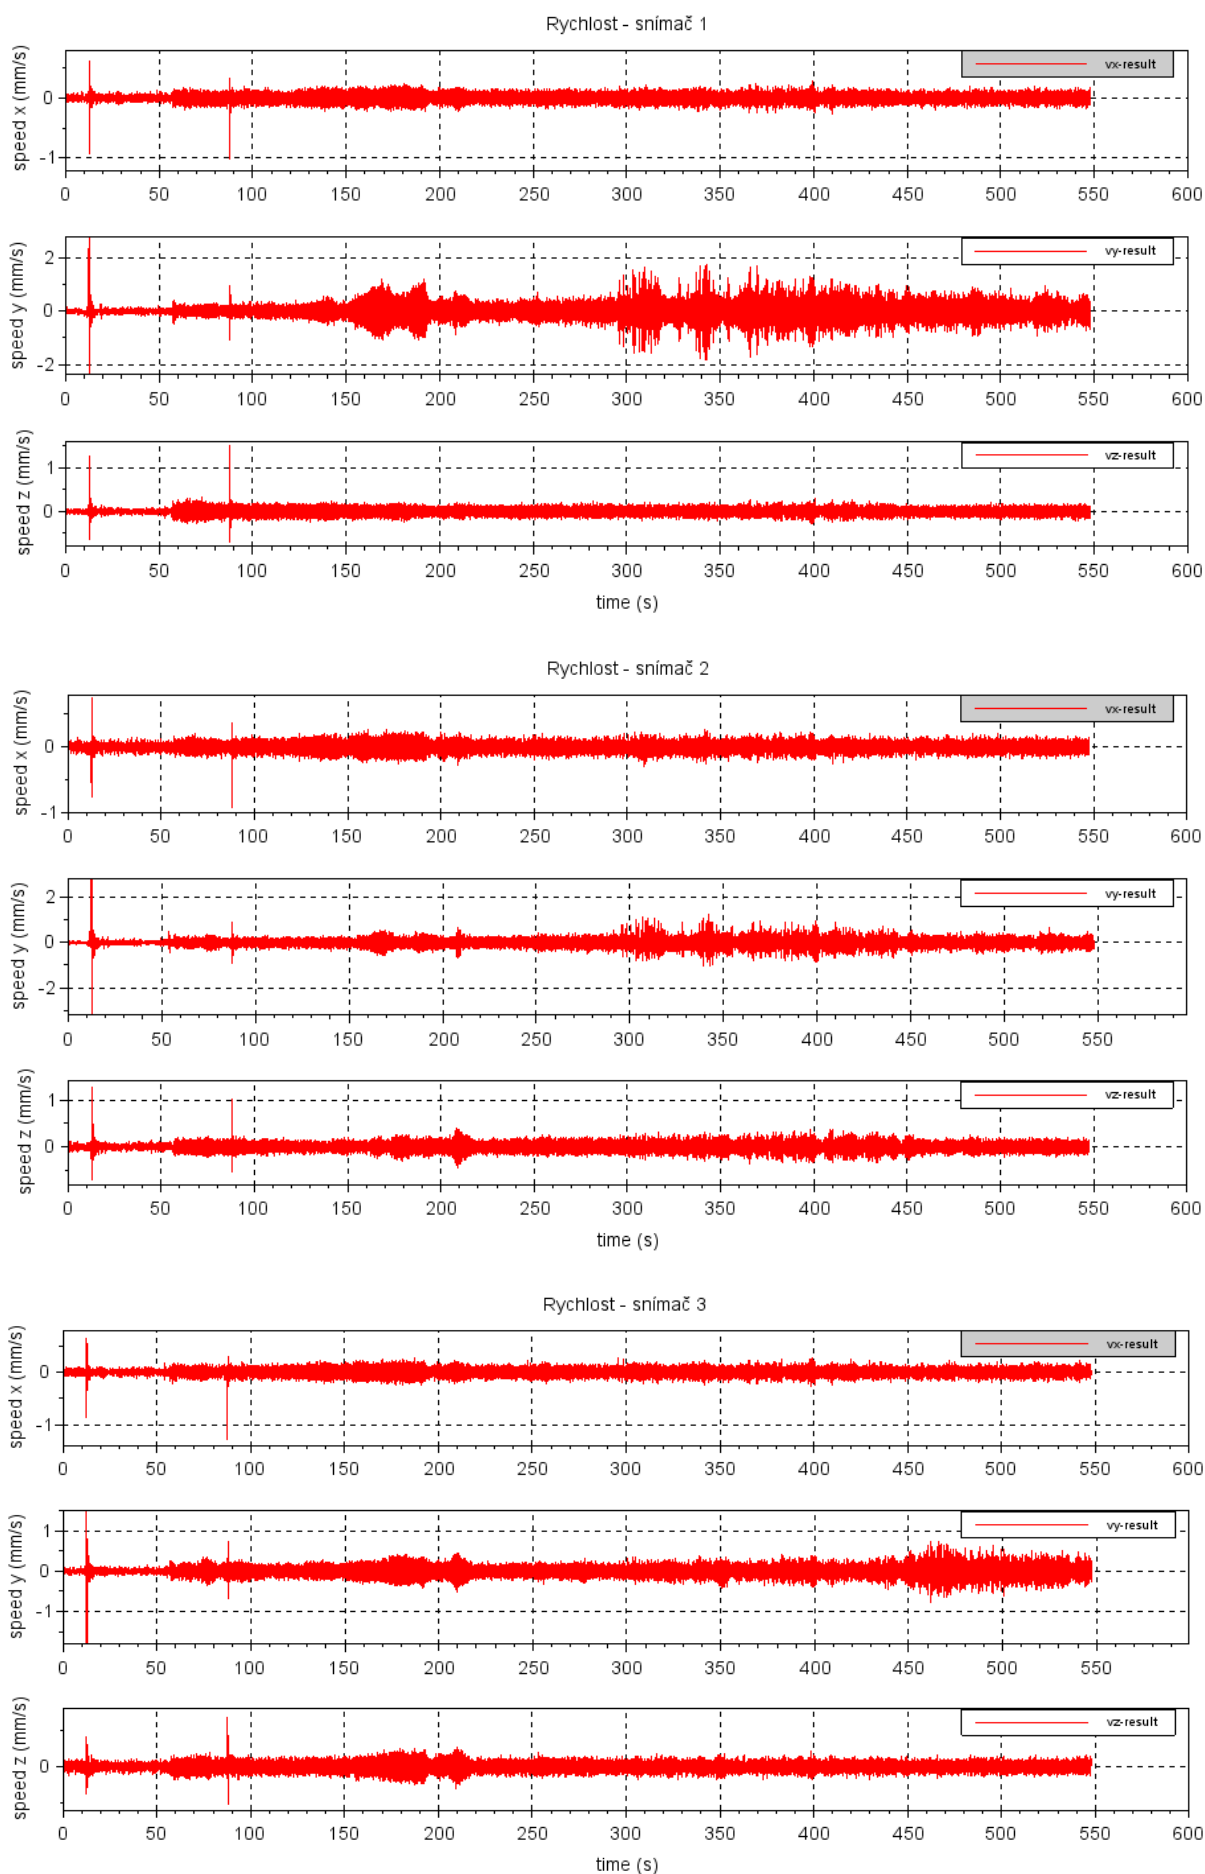 Rychlost - snímač 1
speed x (mm/s)
0
-1
vx-result
0 50 100 150 200 250 300 350 400 450 500 550 600
speed y (mm/s)
2
0
-2
vy-result
0 50 100 150 200 250 300 350 400 450 500 550 600
speed z (mm/s)
1
0
vz-result
0 50 100 150 200 250 300 350 400 450 500 550 600
time (s)
Rychlost - snímač 2
speed x (mm/s)
0
-1
vx-result
0 50 100 150 200 250 300 350 400 450 500 550 600
speed y (mm/s)
2
0
-2
vy-result
0 50 100 150 200 250 300 350 400 450 500 550
speed z (mm/s)
1
0
vz-result
0 50 100 150 200 250 300 350 400 450 500 550 600
time (s)
Rychlost - snímač 3
speed x (mm/s)
0
-1
vx-result
0 50 100 150 200 250 300 350 400 450 500 550 600
speed y (mm/s)
1
0
-1
vy-result
0 50 100 150 200 250 300 350 400 450 500 550
speed z (mm/s)
0
vz-result
0 50 100 150 200 250 300 350 400 450 500 550 600
time (s)